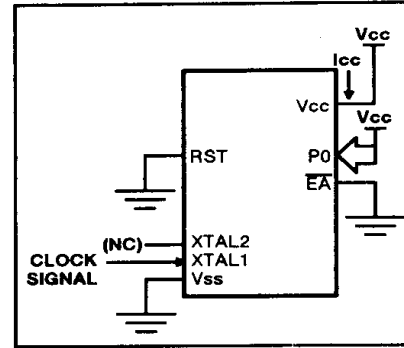 Vcc
Icc
Vcc
Vcc
RST
P0
EA
(NC)
XTAL2
CLOCK
SIGNAL
XTAL1
Vss